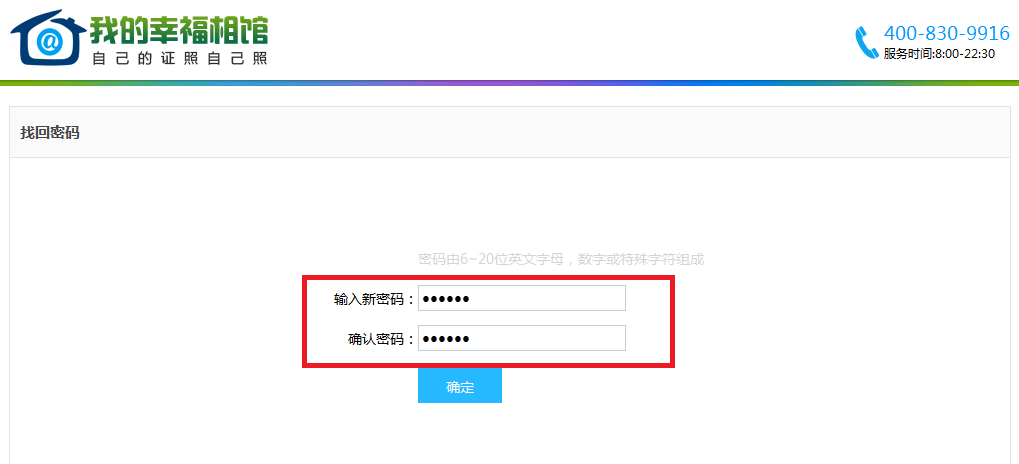 我的幸福相馆
自己的证照自己照
400-830-9916
服务时间:8:00-22:30
找回密码
密码由6~20位英文字母，数字或特殊字符组成
输入新密码：••••••
确认密码：••••••
确定